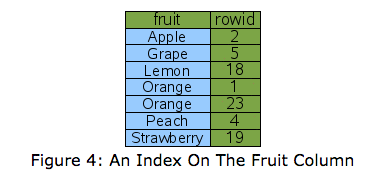 fruit rowid
Apple 2
Grape 5
Lemon 18
Orange 1
Orange 23
Peach 4
Strawberry 19
Figure 4: An Index On The Fruit Column